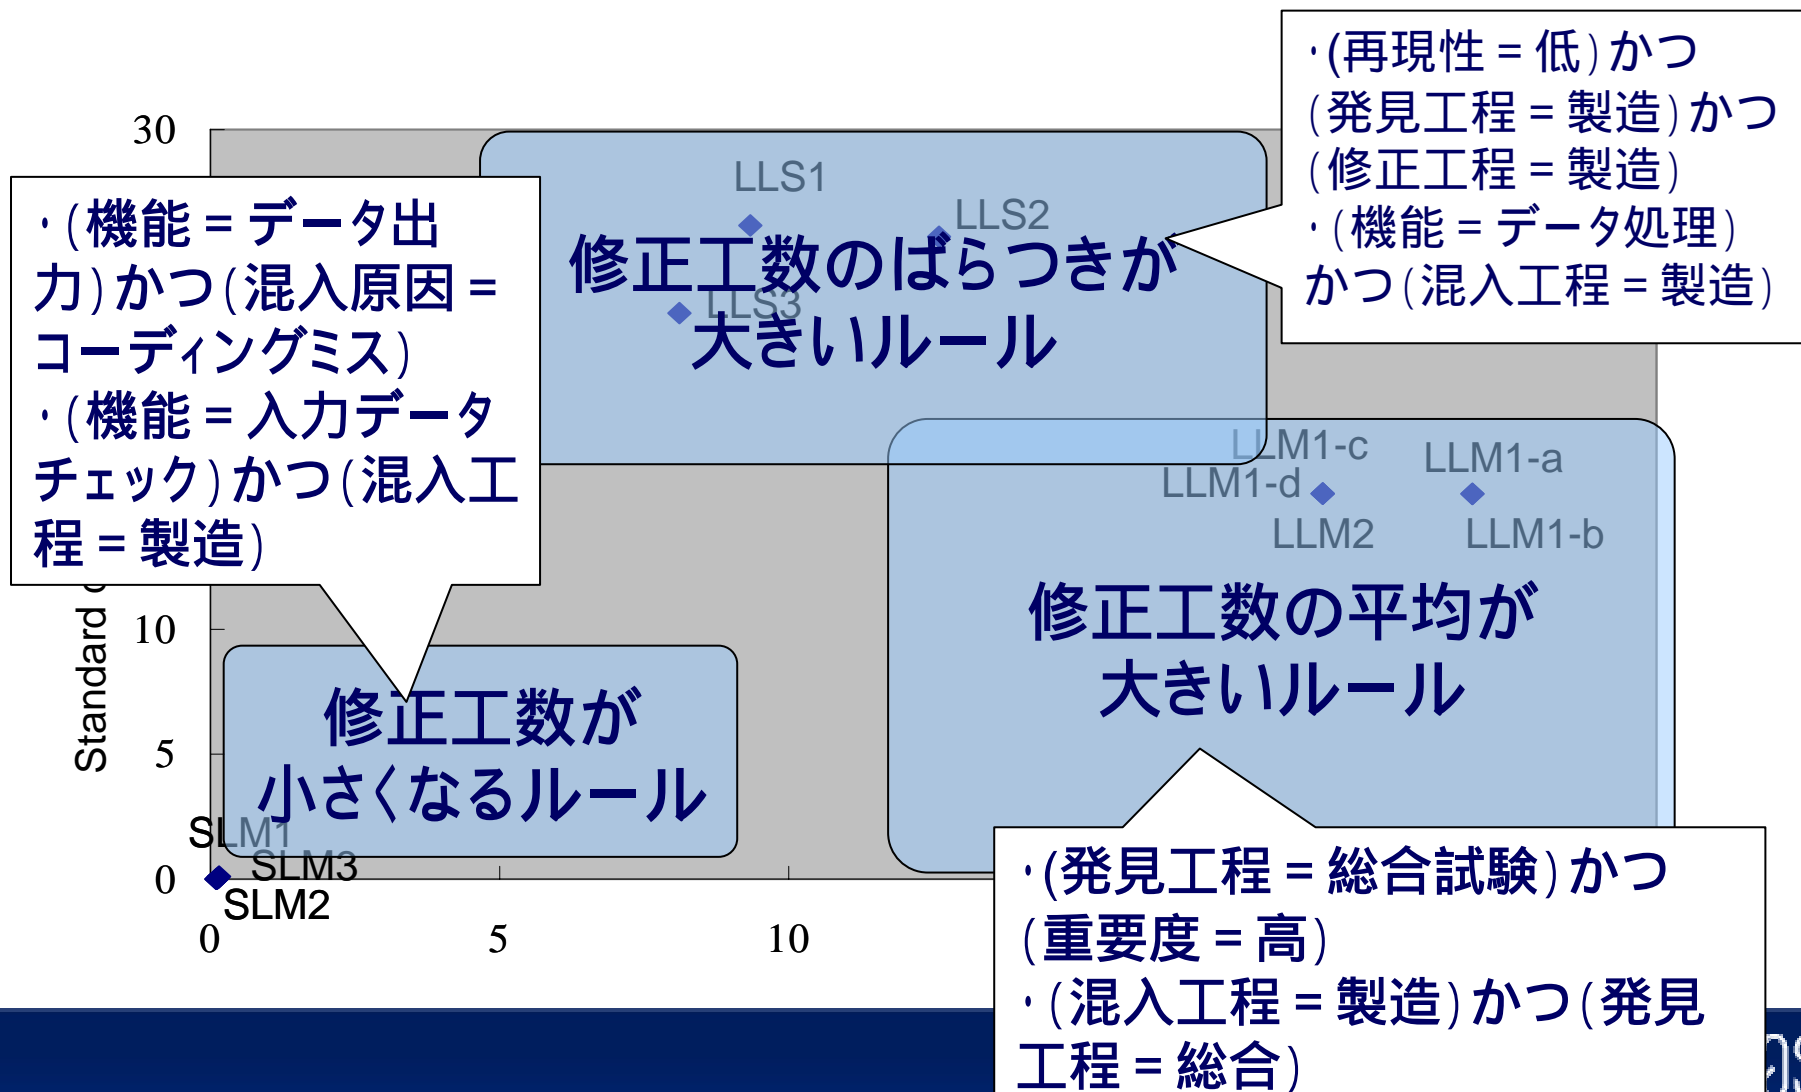 ・(再現性=低)かつ
(発見工程=製造)かつ
(修正工程=製造)
・(機能=データ処理)
かつ(混入工程=製造)
30
LLS1
LLS2
LLS3
修正工数のばらつきが
大きいルール
・(機能=データ出
力)かつ(混入原因=
コーディングミス)
・(機能=入力データ
チェック)かつ(混入工
程=製造)
LLM1-c
LLM1-a
LLM1-d
LLM2
LLM1-b
修正工数の平均が
大きいルール
Standard
10
5
0
修正工数が
小さくなるルール
SLM1
SLM3
SLM2
0
5
10
・(発見工程=総合試験)かつ
(重要度=高)
・(混入工程=製造)かつ(発見
工程=総合)